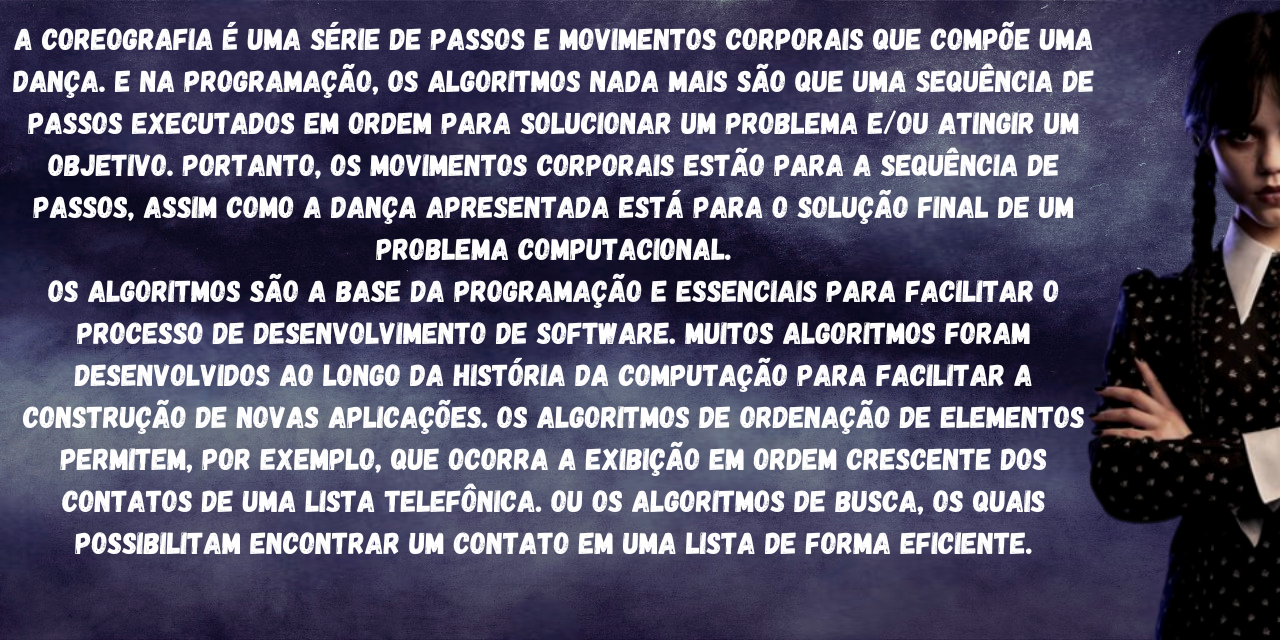 A COREOGRAFIA É UMA SÉRIE DE PASSOS E MOVIMENTOS CORPORAIS QUE COMPÕE UMA
DANÇA. E NA PROGRAMAÇÃO, OS ALGORITMOS NADA MAIS SÃO QUE UMA SEQUÊNCIA DE
PASSOS EXECUTADOS EM ORDEM PARA SOLUCIONAR UM PROBLEMA E/OU ATINGIR UM
OBJETIVO. PORTANTO, OS MOVIMENTOS CORPORAIS ESTÃO PARA A SEQUÊNCIA DE
PASSOS, ASSIM COMO A DANÇA APRESENTADA ESTÁ PARA O SOLUÇÃO FINAL DE UM
PROBLEMA COMPUTACIONAL.
OS ALGORITMOS SÃO A BASE DA PROGRAMAÇÃO E ESSENCIAIS PARA FACILITAR O
PROCESSO DE DESENVOLVIMENTO DE SOFTWARE. MUITOS ALGORITMOS FORAM
DESENVOLVIDOS AO LONGO DA HISTÓRIA DA COMPUTAÇÃO PARA FACILITAR A
CONSTRUÇÃO DE NOVAS APLICAÇÕES. OS ALGORITMOS DE ORDENAÇÃO DE ELEMENTOS
PERMITEM, POR EXEMPLO, QUE OCORRA A EXIBIÇÃO EM ORDEM CRESCENTE DOS
CONTATOS DE UMA LISTA TELEFÔNICA. OU OS ALGORITMOS DE BUSCA, OS QUAIS
POSSIBILITAM ENCONTRAR UM CONTATO EM UMA LISTA DE FORMA EFICIENTE.